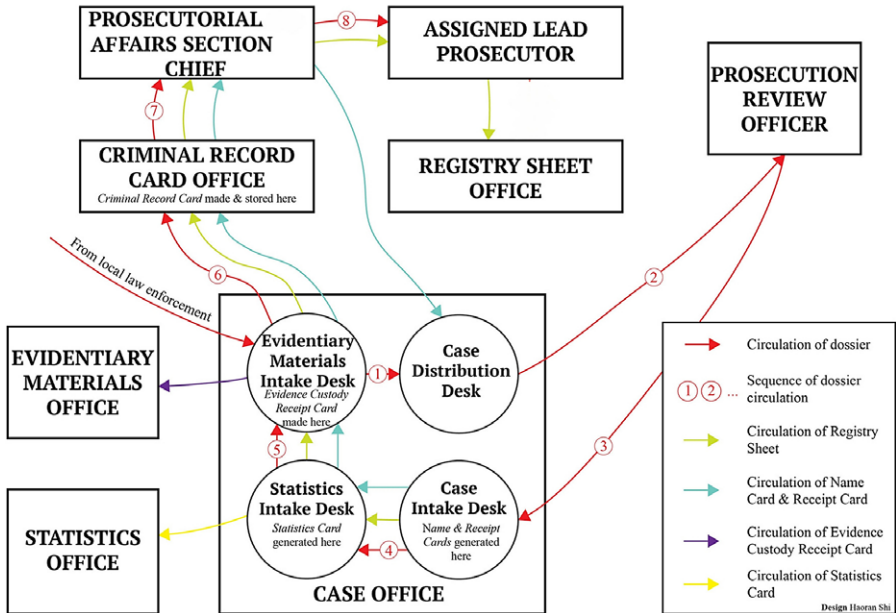 PROSECUTORIAL
AFFAIRS SECTION
CHIEF
8
ASSIGNED LEAD
PROSECUTOR
PROSECUTION
REVIEW
OFFICER
7
CRIMINAL RECORD
CARD OFFICE
Criminal Record Card made & stored here
REGISTRY SHEET
OFFICE
6
2
From local law enforcement
EVIDENTIARY
MATERIALS
OFFICE
Evidentiary
Materials
Intake Desk
Evidence Custody
Receipt Card
made here
1
Case
Distribution
Desk
3
5
STATISTICS
OFFICE
Statistics
Intake Desk
Statistics Card
generated here
4
Case
Intake Desk
Name & Receipt
Cards generated
here
CASE OFFICE
Circulation of dossier
1 2 ...
Sequence of dossier
circulation
Circulation of Registry
Sheet
Circulation of Name
Card & Receipt Card
Circulation of Evidence
Custody Receipt Card
Circulation of Statistics
Card
Design Haoran Shi